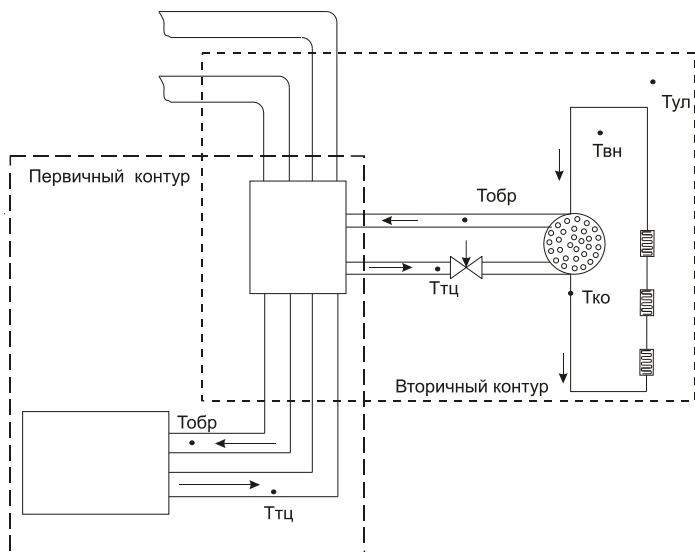 Тул
Твн
Первичный контур
Тобр
Ттц
Тко
Вторичный контур
Тобр
Ттц